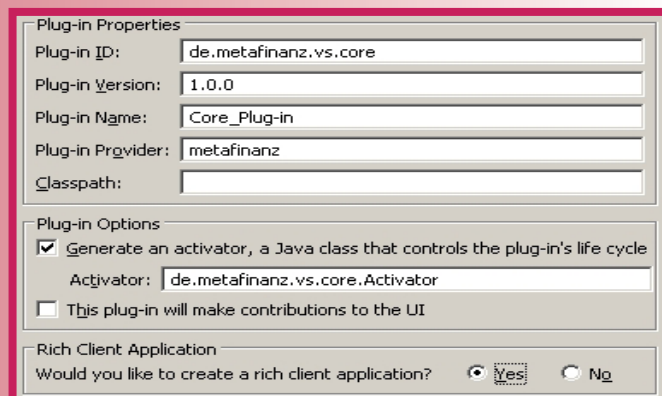 Plug-in Properties
Plug-in ID: de.metafinanz.vs.core
Plug-in Version: 1.0.0
Plug-in Name: Core_Plug-in
Plug-in Provider: metafinanz
Classpath:
Plug-in Options
Generate an activator, a Java class that controls the plug-in's life cycle
Activator: de.metafinanz.vs.core.Activator
This plug-in will make contributions to the UI
Rich Client Application
Would you like to create a rich client application? Yes No